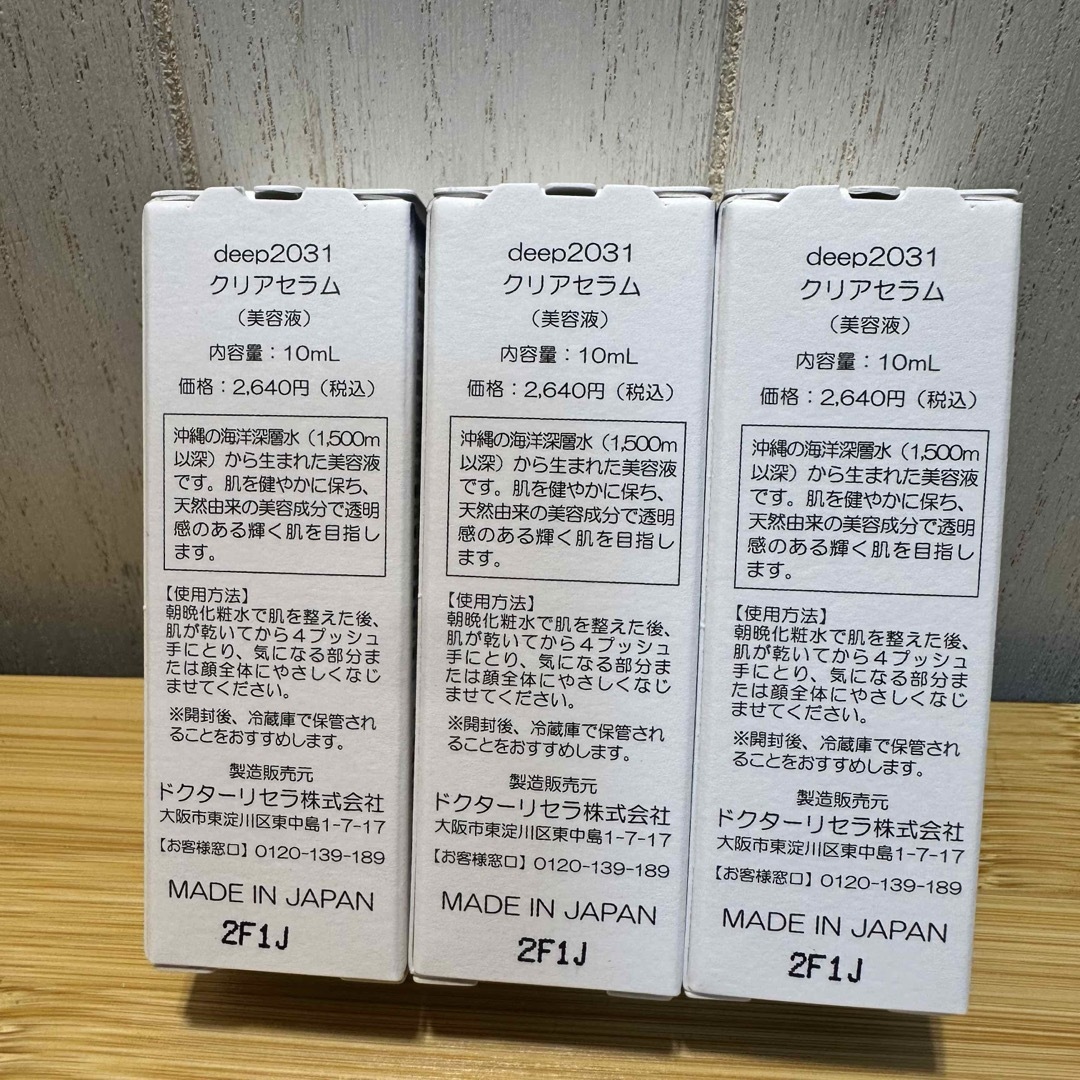 deep2031
クリアセラム
（美容液）
内容量：10mL
価格：2,640円（税込）
沖縄の海洋深層水（1,500m
以深）から生まれた美容液
です。肌を健やかに保ち、
天然由来の美容成分で透明
感のある輝く肌を目指し
ます。
【使用方法】
朝晩化粧水で肌を整えた後、
肌が乾いてから４プッシュ
手にとり、気になる部分ま
たは顔全体にやさしくなじ
ませてください。
※開封後、冷蔵庫で保管され
ることをおすすめします。
製造販売元
ドクターリセラ株式会社
大阪市東淀川区東中島1-7-17
【お客様窓口】0120-139-189
MADE IN JAPAN
2F1J
deep2031
クリアセラム
（美容液）
内容量：10mL
価格：2,640円（税込）
沖縄の海洋深層水（1,500m
以深）から生まれた美容液
です。肌を健やかに保ち、
天然由来の美容成分で透明
感のある輝く肌を目指し
ます。
【使用方法】
朝晩化粧水で肌を整えた後、
肌が乾いてから４プッシュ
手にとり、気になる部分ま
たは顔全体にやさしくなじ
ませてください。
※開封後、冷蔵庫で保管され
ることをおすすめします。
製造販売元
ドクターリセラ株式会社
大阪市東淀川区東中島1-7-17
【お客様窓口】0120-139-189
MADE IN JAPAN
2F1J
deep2031
クリアセラム
（美容液）
内容量：10mL
価格：2,640円（税込）
沖縄の海洋深層水（1,500m
以深）から生まれた美容液
です。肌を健やかに保ち、
天然由来の美容成分で透明
感のある輝く肌を目指し
ます。
【使用方法】
朝晩化粧水で肌を整えた後、
肌が乾いてから４プッシュ
手にとり、気になる部分ま
たは顔全体にやさしくなじ
ませてください。
※開封後、冷蔵庫で保管され
ることをおすすめします。
製造販売元
ドクターリセラ株式会社
大阪市東淀川区東中島1-7-17
【お客様窓口】0120-139-189
MADE IN JAPAN
2F1J